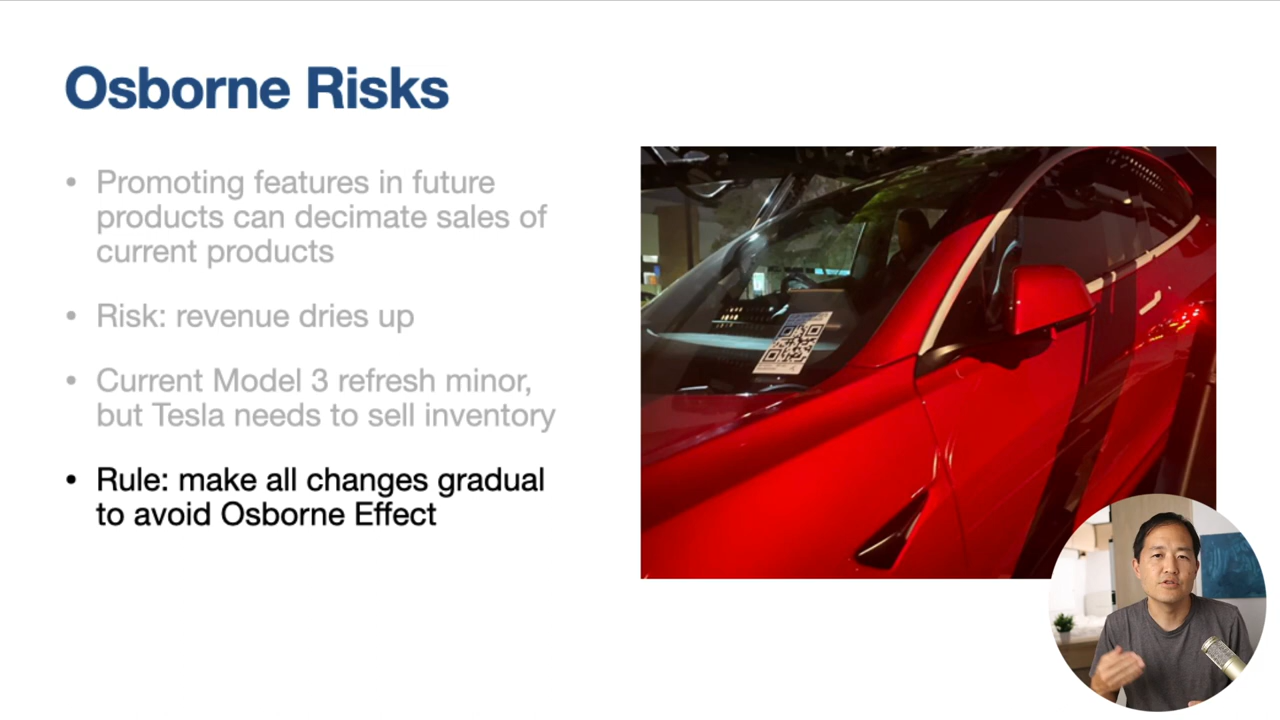 Osborne Risks
• Promoting features in future
products can decimate sales of
current products
• Risk: revenue dries up
• Current Model 3 refresh minor,
but Tesla needs to sell inventory
• Rule: make all changes gradual
to avoid Osborne Effect